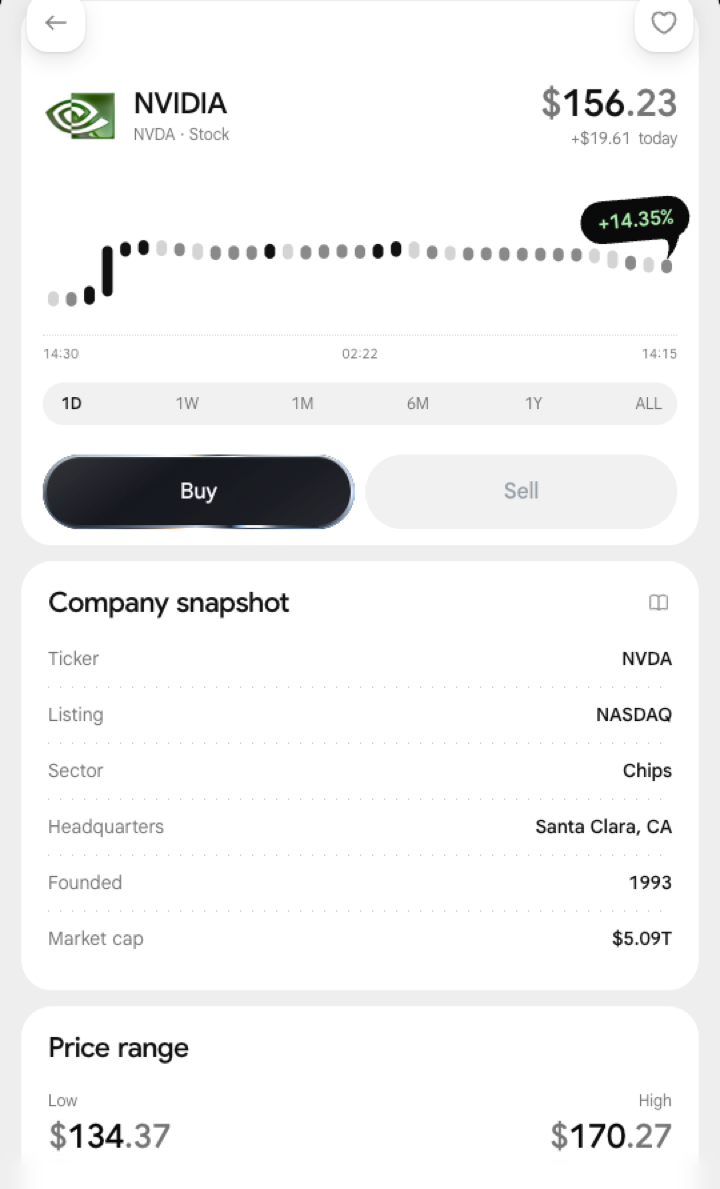 NVIDIA
$156.23
NVDA · Stock
+$19.61 today
+14.35%
14:30 02:22 14:15
1D 1W 1M 6M 1Y ALL
Buy Sell
Company snapshot
Ticker NVDA
Listing NASDAQ
Sector Chips
Headquarters Santa Clara, CA
Founded 1993
Market cap $5.09T
Price range
Low High
$134.37 $170.27